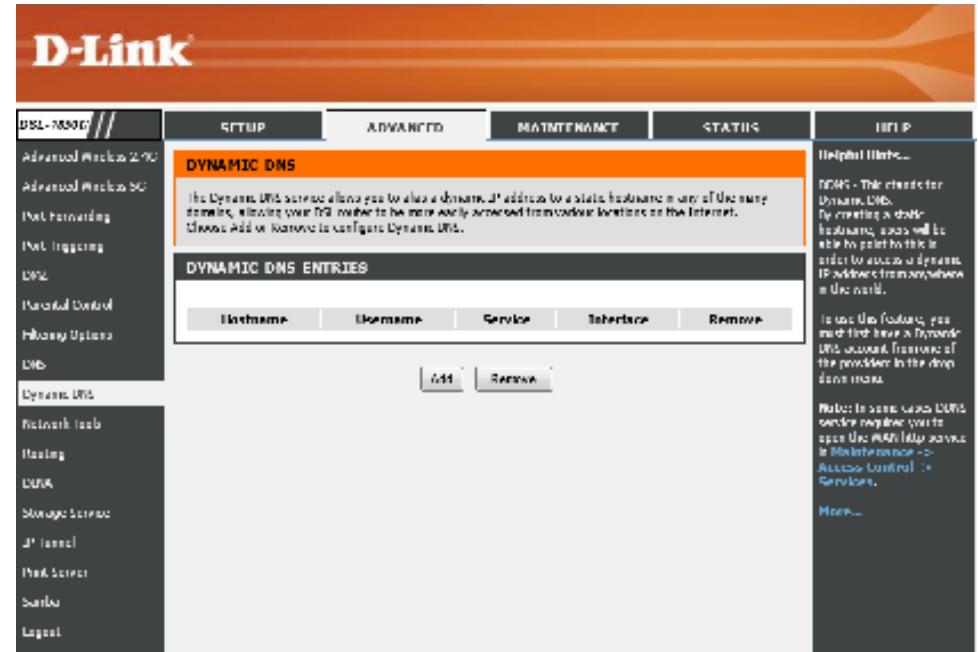 D-Link
SETUP
ADVANCED
MAINTENANCE
STATUS
HELP
Advanced Wireless 2.4G
Advanced Wireless 5G
Port Forwarding
Port Triggering
DMZ
Parental Control
Filtering Options
DNS
Dynamic DNS
Network Tools
Routing
DLNA
Storage Service
IP Tunnel
Print Server
Samba
Logout
DYNAMIC DNS
The Dynamic DNS service allows you to alias a dynamic IP address to a static hostname in any of the many
domains, allowing your DSL router to be more easily accessed from various locations on the Internet.
Choose Add or Remove to configure Dynamic DNS.
DYNAMIC DNS ENTRIES
Hostname Username Service Interface Remove
Add Remove
Helpful Hints...
DDNS - This stands for
Dynamic DNS.
By creating a static
hostname, users will be
able to point to this in
order to access a dynamic
IP address from anywhere
in the world.
To use this feature, you
must first have a Dynamic
DNS account from one of
the providers in the drop
down menu.
Note: In some cases DDNS
service requires you to
open the WAN http service
in Maintenance ->
Access Control ->
Services.
More...